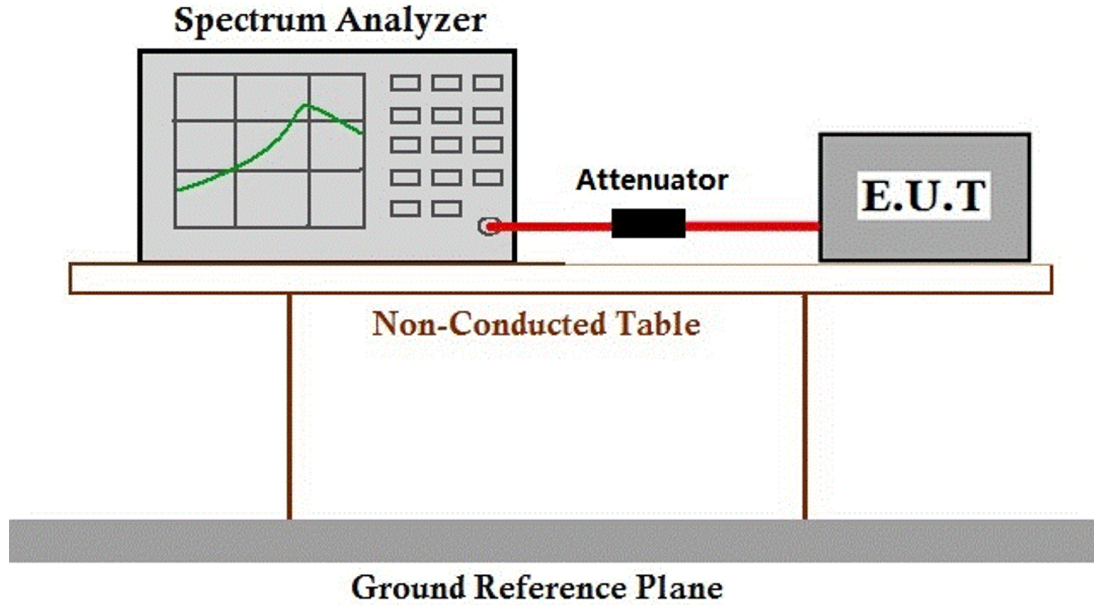 Spectrum Analyzer
Attenuator
E.U.T
Non-Conducted Table
Ground Reference Plane